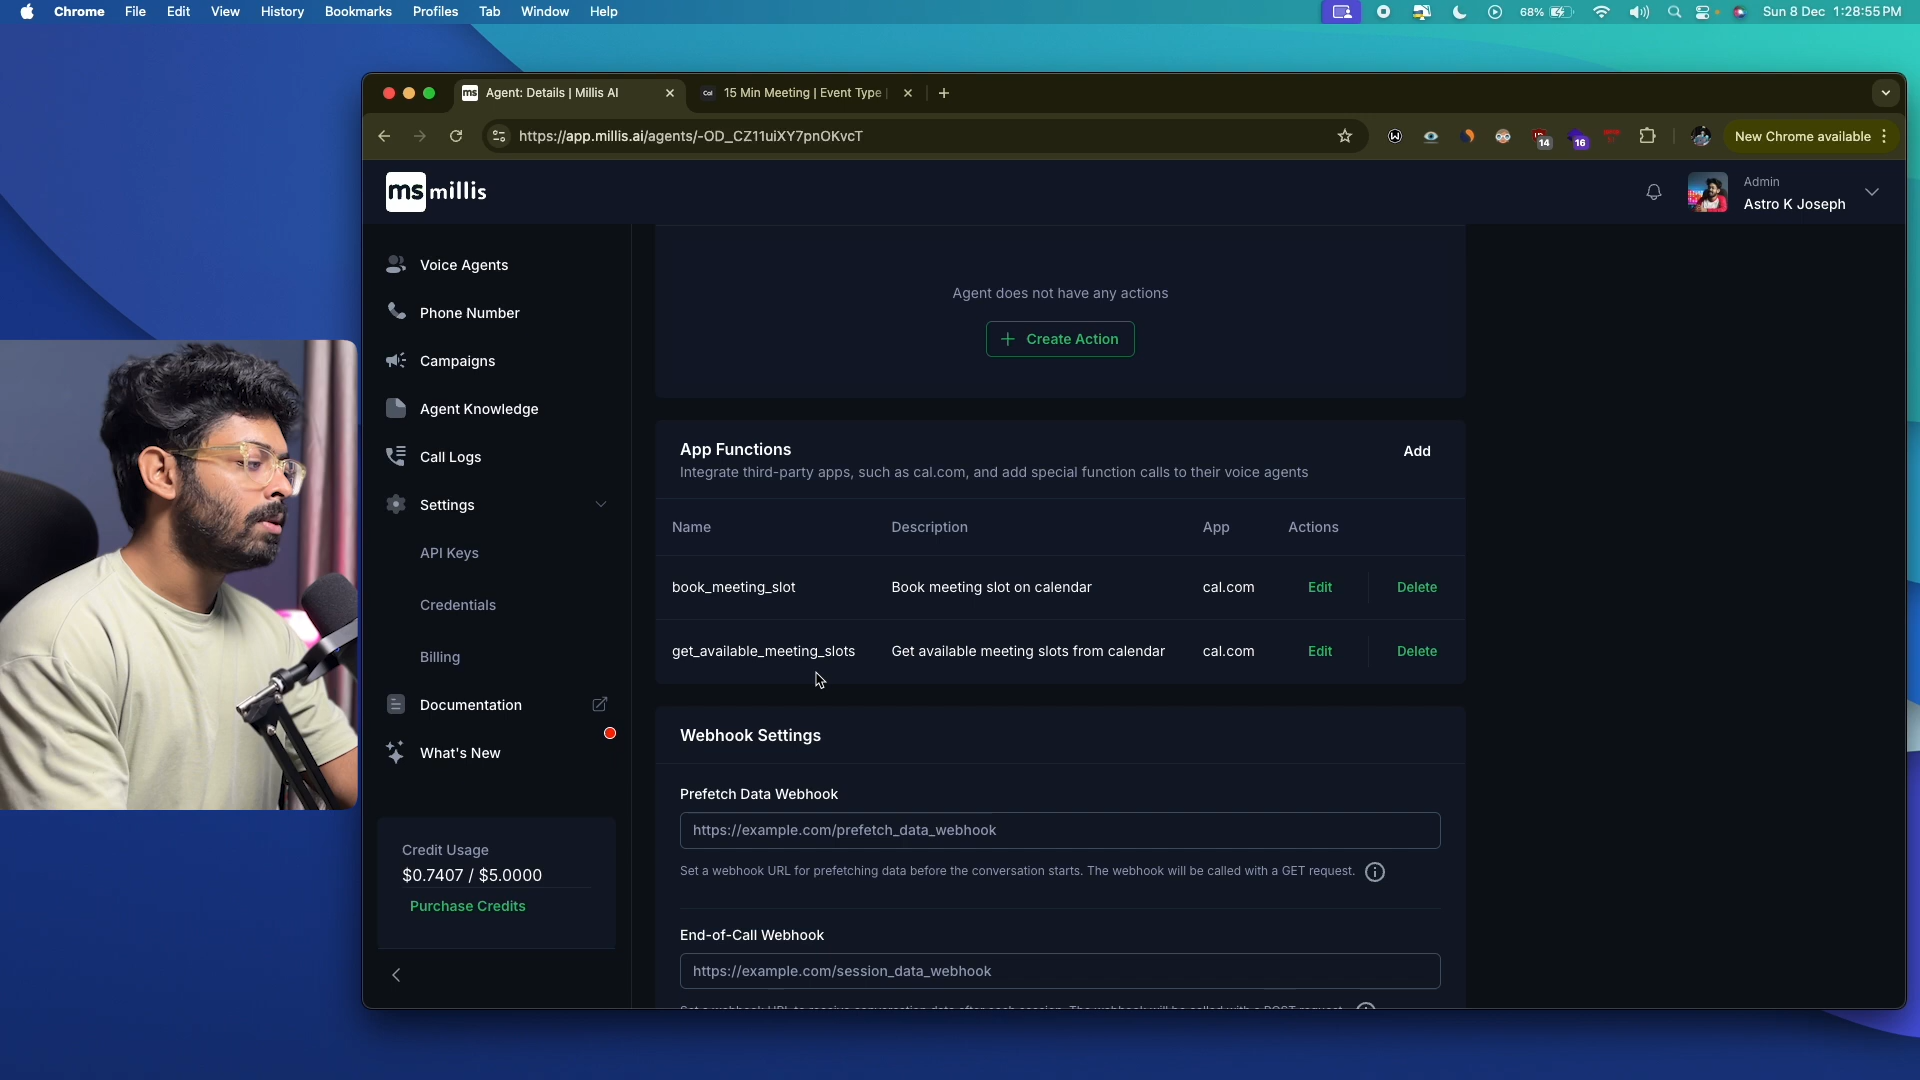 Chrome File Edit View History Bookmarks Profiles Tab Window Help 68% Sun 8 Dec 1:28:55 PM
ms Agent: Details | Millis AI Cal 15 Min Meeting | Event Type |
https://app.millis.ai/agents/-OD_CZ11uiXY7pnOKvcT 14 16 New Chrome available
ms millis
Admin
Astro K Joseph
Voice Agents
Phone Number
Campaigns
Agent Knowledge
Call Logs
Settings
API Keys
Credentials
Billing
Documentation
What's New
Credit Usage
$0.7407 / $5.0000
Purchase Credits
Agent does not have any actions
Create Action
App Functions
Integrate third-party apps, such as cal.com, and add special function calls to their voice agents
Add
Name Description App Actions
book_meeting_slot Book meeting slot on calendar cal.com Edit Delete
get_available_meeting_slots Get available meeting slots from calendar cal.com Edit Delete
Webhook Settings
Prefetch Data Webhook
https://example.com/prefetch_data_webhook
Set a webhook URL for prefetching data before the conversation starts. The webhook will be called with a GET request.
End-of-Call Webhook
https://example.com/session_data_webhook